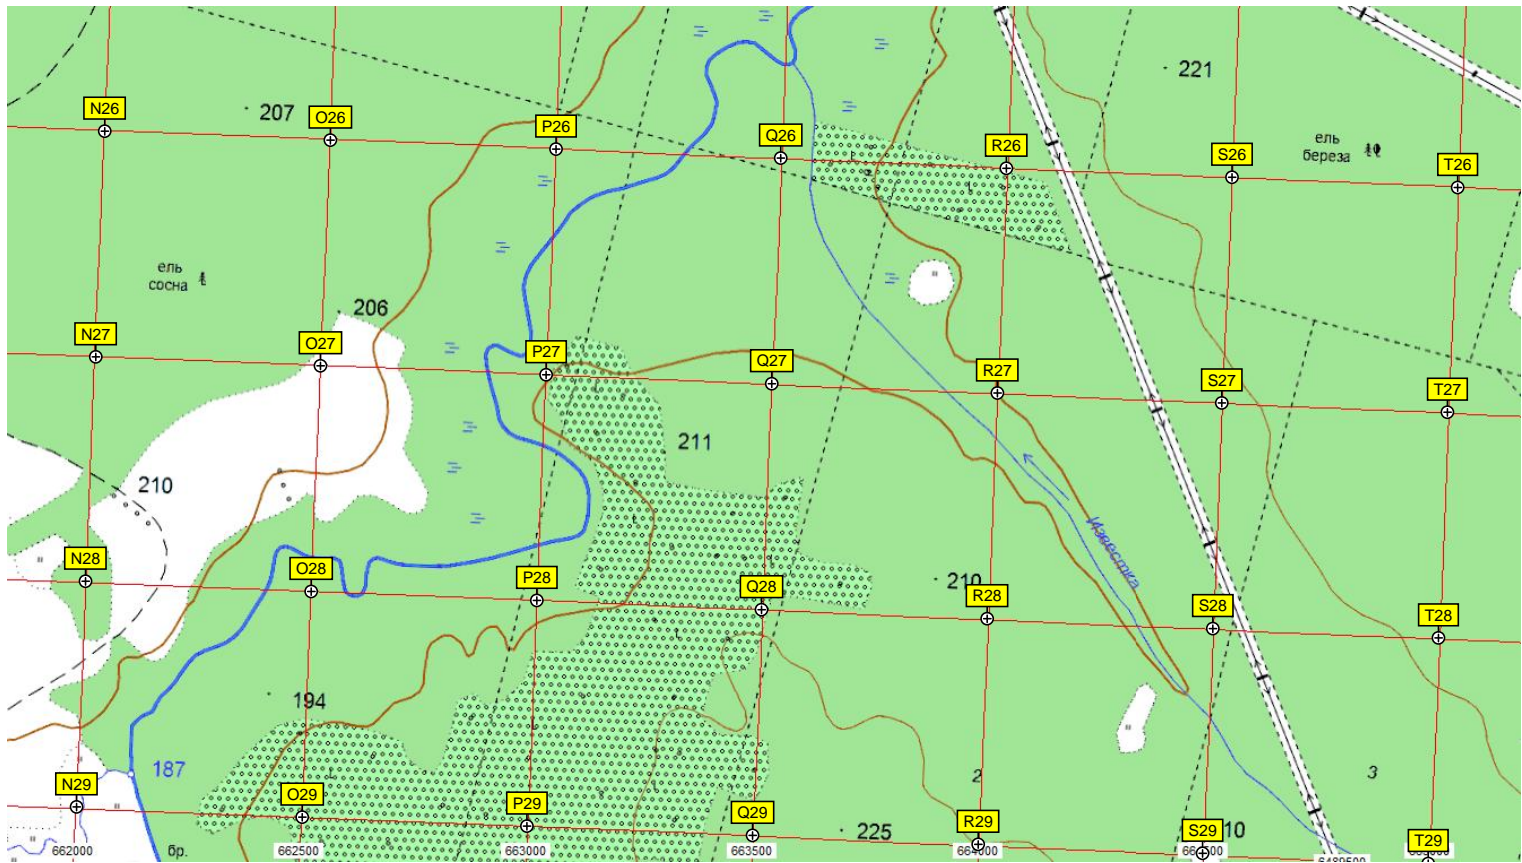 221
N26
207
O26
P26
Q26
R26
ель
береза
S26
T26
ель
сосна
206
N27
O27
P27
Q27
R27
S27
T27
211
210
Известка
N28
O28
P28
Q28
210
R28
S28
T28
194
187
2
3
N29
O29
P29
Q29
225
R29
S29
10
T29
662000
бр.
662500
663000
663500